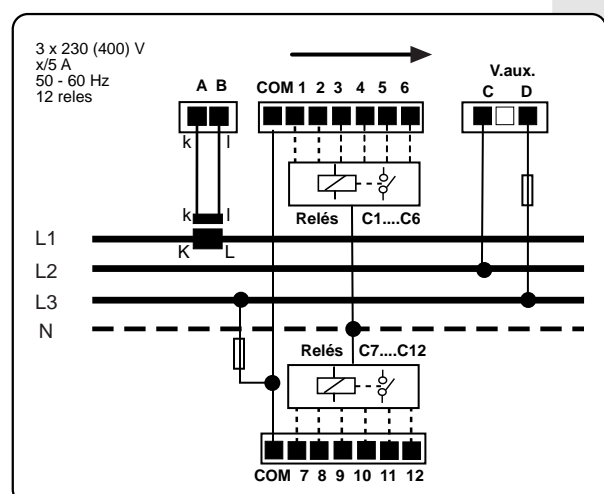 3 x 230 (400) V
x/5 A
50 - 60 Hz
12 reles
A B
COM 1 2 3 4 5 6
V.aux.
C D
k l
k l
Relés C1....C6
L1
K L
L2
L3
N
Relés C7....C12
COM 7 8 9 10 11 12